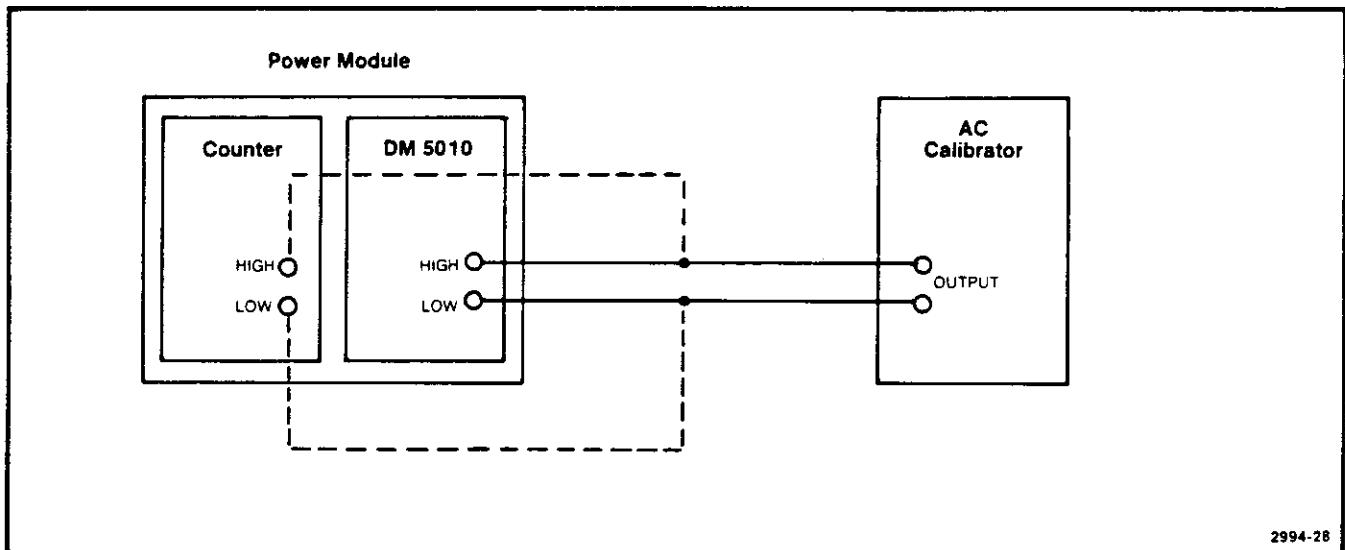 Power Module
Counter
DM 5010
AC
Calibrator
HIGH
HIGH
OUTPUT
LOW
LOW
2994-28